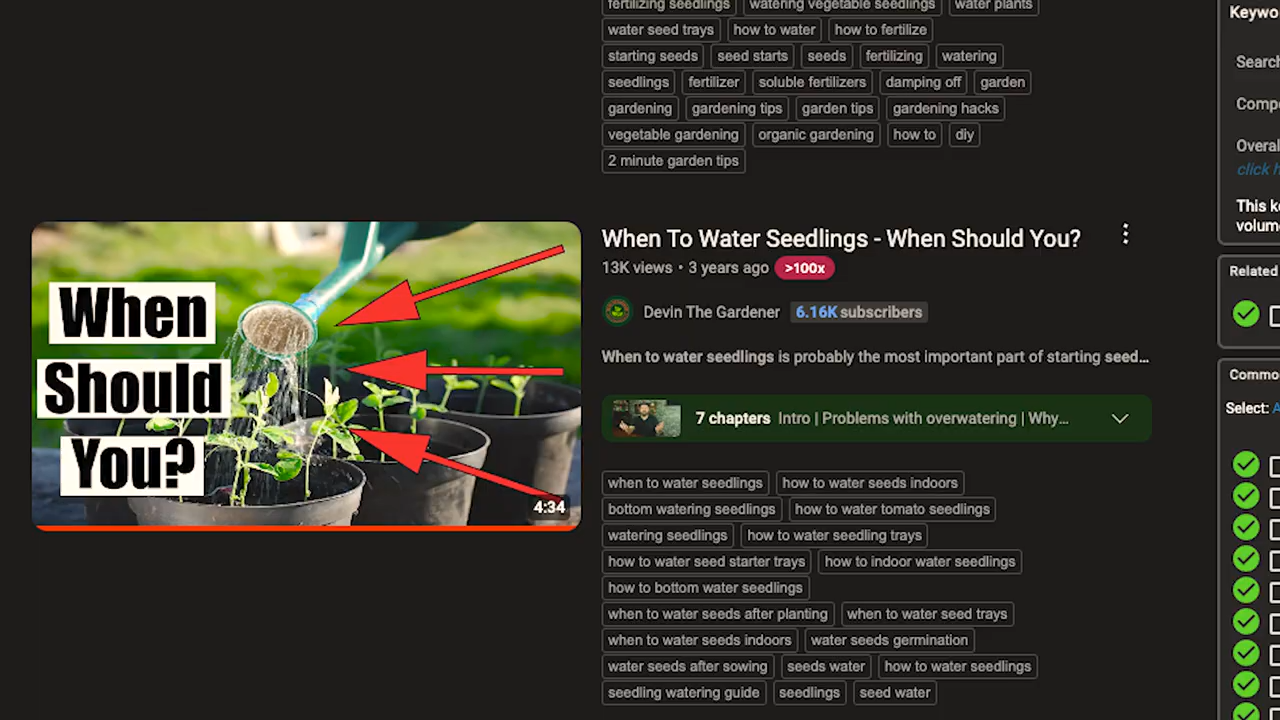 fertilizing seedlings watering vegetable seedlings water plants
water seed trays how to water how to fertilize
starting seeds seed starts seeds fertilizing watering
seedlings fertilizer soluble fertilizers damping off garden
gardening gardening tips garden tips gardening hacks
vegetable gardening organic gardening how to diy
2 minute garden tips
When
Should
You?
4:34
When To Water Seedlings - When Should You?
13K views • 3 years ago >100x
Devin The Gardener 6.16K subscribers
When to water seedlings is probably the most important part of starting seed...
7 chapters Intro | Problems with overwatering | Why...
when to water seedlings how to water seeds indoors
bottom watering seedlings how to water tomato seedlings
watering seedlings how to water seedling trays
how to water seed starter trays how to indoor water seedlings
how to bottom water seedlings
when to water seeds after planting when to water seed trays
when to water seeds indoors water seeds germination
water seeds after sowing seeds water how to water seedlings
seedling watering guide seedlings seed water
Keywo
Search
Compe
Overal
click h
This k
volum
Related
Commo
Select: A